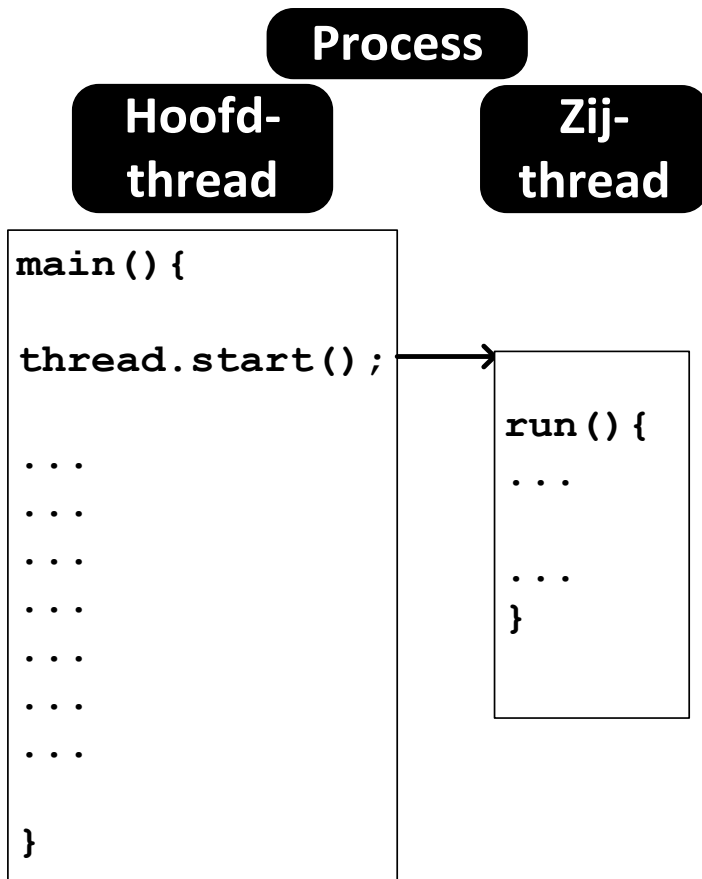 Process
Hoofd-
thread
Zij-
thread
main(){
thread.start();
...
...
...
...
...
...
...
}
run(){
...
...
}